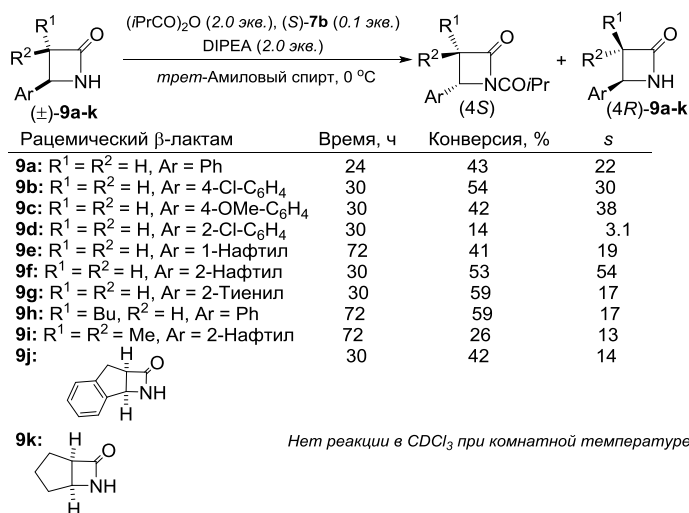 (iPrCO)₂O (2.0 экв.), (S)-7b (0.1 экв.)
DIPEA (2.0 экв.)
трет-Амиловый спирт, 0 °C
R¹ R² O Ar NH
(±)-9a-k
R¹ R² O Ar NCOiPr
(4S)
+
R¹ R² O Ar NH
(4R)-9a-k
Рацемический β-лактам Время, ч Конверсия, % s
9a: R¹ = R² = H, Ar = Ph 24 43 22
9b: R¹ = R² = H, Ar = 4-Cl-C₆H₄ 30 54 30
9c: R¹ = R² = H, Ar = 4-OMe-C₆H₄ 30 42 38
9d: R¹ = R² = H, Ar = 2-Cl-C₆H₄ 30 14 3.1
9e: R¹ = R² = H, Ar = 1-Нафтил 72 41 19
9f: R¹ = R² = H, Ar = 2-Нафтил 30 53 54
9g: R¹ = R² = H, Ar = 2-Тиенил 30 59 17
9h: R¹ = Bu, R² = H, Ar = Ph 72 59 17
9i: R¹ = R² = Me, Ar = 2-Нафтил 72 26 13
9j: 30 42 14
H O NH H
9k: Нет реакции в CDCl₃ при комнатной температуре
H O NH H